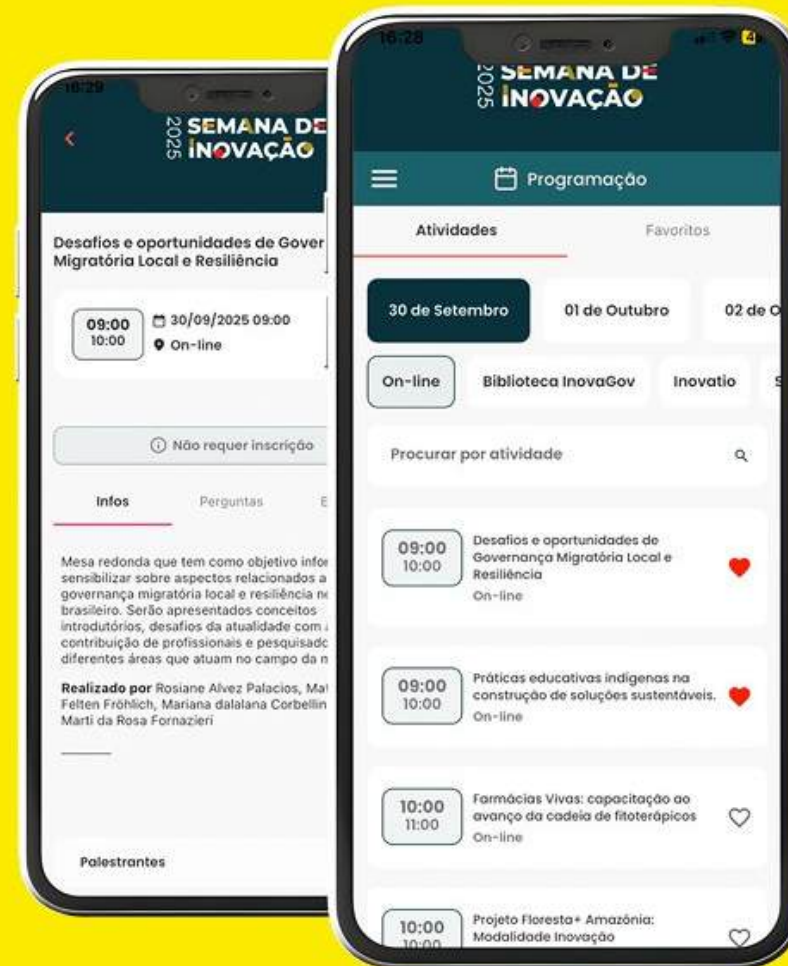 16:29
2025 SEMANA DE
INOVAÇÃO
Desafios e oportunidades de
Migratória Local e Resiliência
09:00
10:00
30/09/2025 09:00
On-line
Não requer inscrição
Infos
Perguntas
Mesa redonda que tem como objetivo
sensibilizar sobre aspectos relacionados a
governança migratória local e resiliência
brasileiro. Serão apresentados conceitos
introdutórios, desafios da atualidade com
contribuição de profissionais e
diferentes áreas que atuam no campo da
Realizado por Rosiane Alvez Palacios,
Felten Fröhlich, Mariana dalalana
Marti da Rosa Fornazieri
Palestrantes
16:28
2025 SEMANA DE
INOVAÇÃO
Programação
Atividades
Favoritos
30 de Setembro
01 de Outubro
02 de
On-line
Biblioteca InovaGov
Inovatio
Procurar por atividade
09:00
10:00
Desafios e oportunidades de
Governança Migratória Local e
Resiliência
On-line
09:00
10:00
Práticas educativas indígenas na
construção de soluções sustentáveis.
On-line
10:00
11:00
Farmácias Vivas: capacitação ao
avanço da cadeia de fitoterápicos
On-line
10:00
10:00
Projeto Floresta+ Amazônia:
Modalidade Inovação